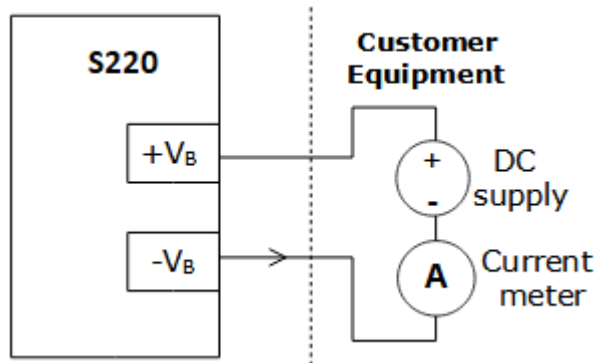 S220
Customer
Equipment
+VB
+
-
DC
supply
-VB
A
Current
meter